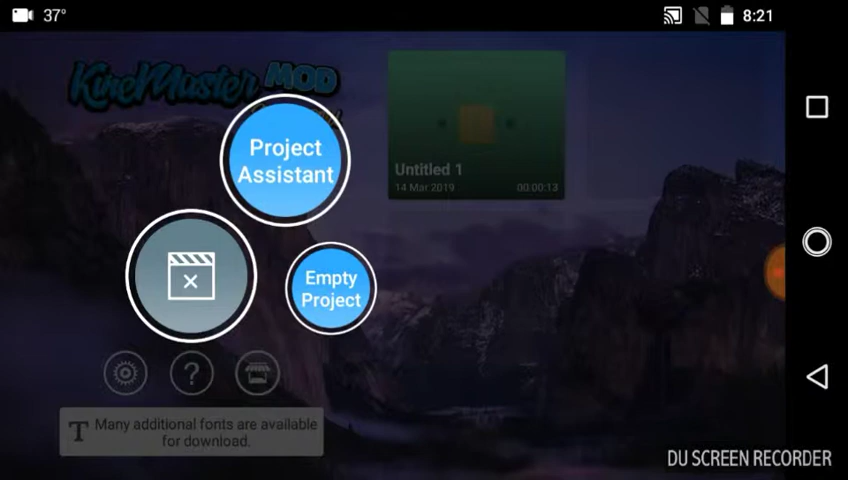 37°
8:21
KineMaster MOD
Project
Assistant
Untitled 1
14 Mar 2019
00:00:13
Empty
Project
?
T Many additional fonts are available
for download.
DU SCREEN RECORDER